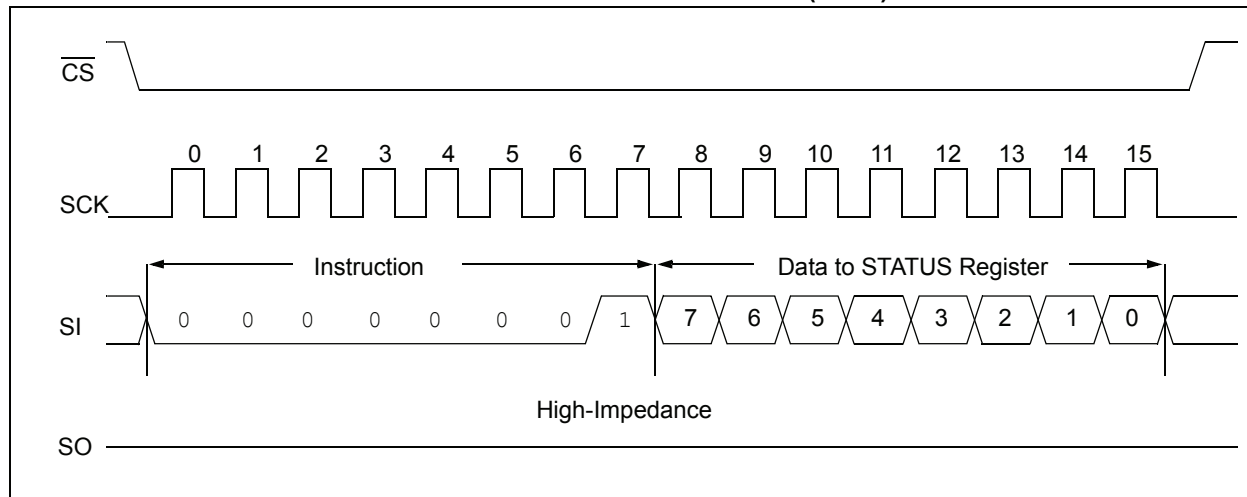 CS
0 1 2 3 4 5 6 7 8 9 10 11 12 13 14 15
SCK
Instruction Data to STATUS Register
SI 0 0 0 0 0 0 0 1 7 6 5 4 3 2 1 0
High-Impedance
SO